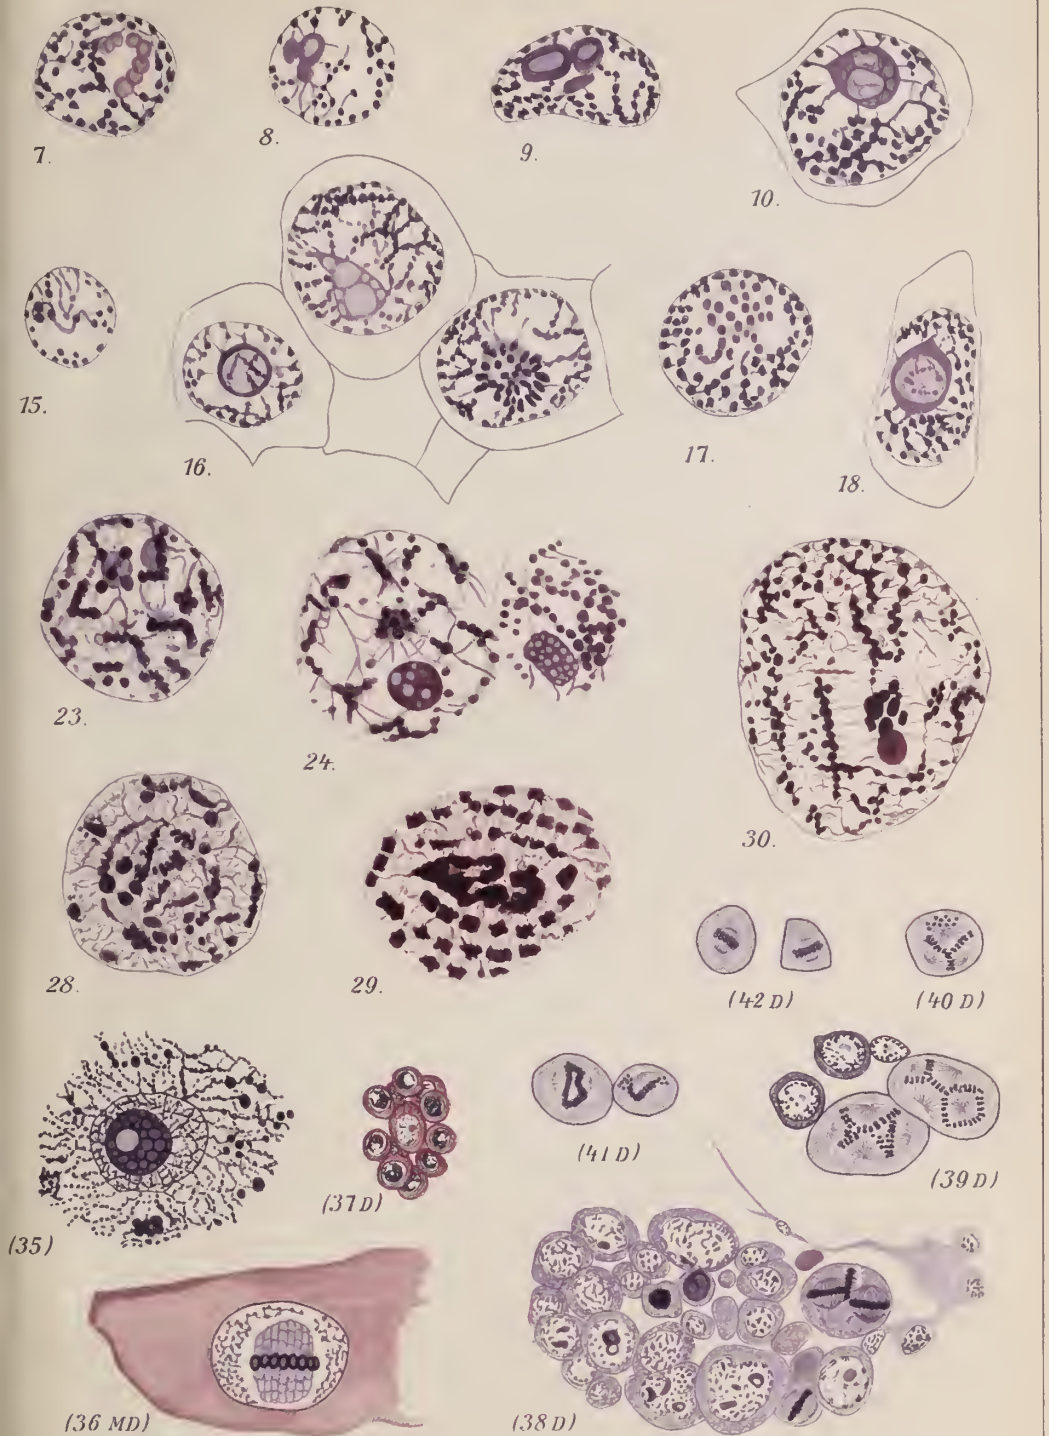 7.
8.
9.
10.
15.
16.
17.
18.
23.
24.
30.
28.
29.
(42 D)
(40 D)
(35)
(37 D)
(41 D)
(39 D)
(36 MD)
(38 D)